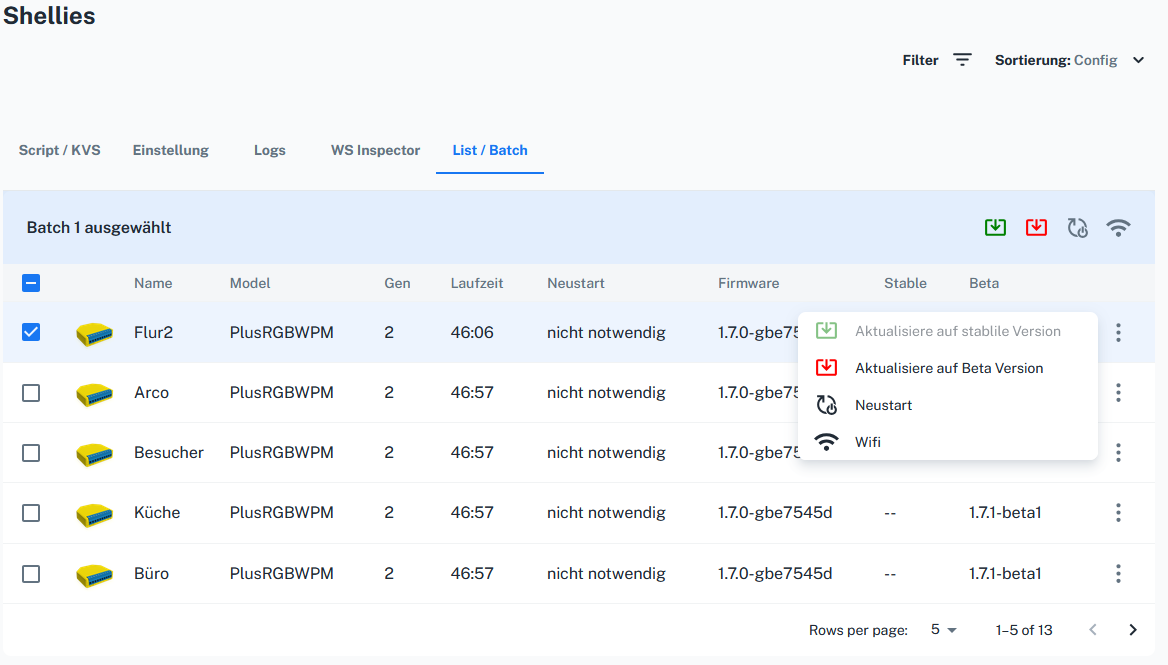 Shellies
Filter Sortierung: Config
Script / KVS Einstellung Logs WS Inspector List / Batch
Batch 1 ausgewählt
Name Model Gen Laufzeit Neustart Firmware Stable Beta
Flur2 PlusRGBWPM 2 46:06 nicht notwendig 1.7.0-gbe75
Aktualisiere auf stablile Version
Aktualisiere auf Beta Version
Arco PlusRGBWPM 2 46:57 nicht notwendig 1.7.0-gbe75
Neustart
Wifi
Besucher PlusRGBWPM 2 46:57 nicht notwendig 1.7.0-gbe75
Küche PlusRGBWPM 2 46:57 nicht notwendig 1.7.0-gbe7545d -- 1.7.1-beta1
Büro PlusRGBWPM 2 46:57 nicht notwendig 1.7.0-gbe7545d -- 1.7.1-beta1
Rows per page: 5 1–5 of 13